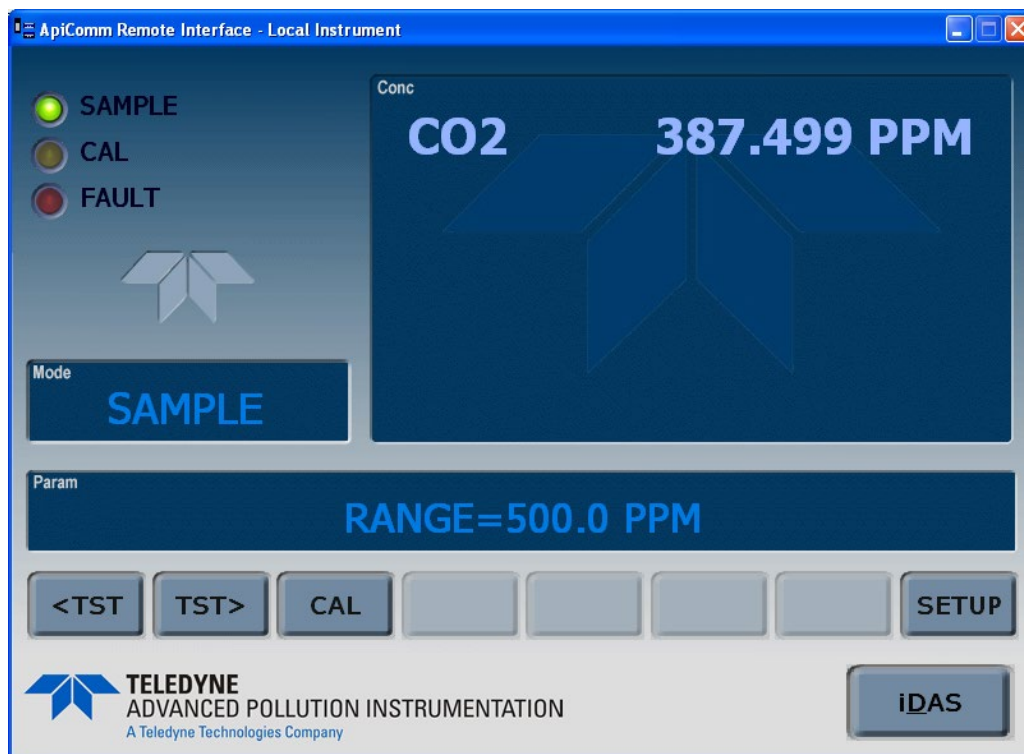 ApiComm Remote Interface - Local Instrument
SAMPLE
CAL
FAULT
Conc
CO2 387.499 PPM
Mode
SAMPLE
Param
RANGE=500.0 PPM
<TST TST> CAL SETUP
TELEDYNE
ADVANCED POLLUTION INSTRUMENTATION
A Teledyne Technologies Company
iDAS